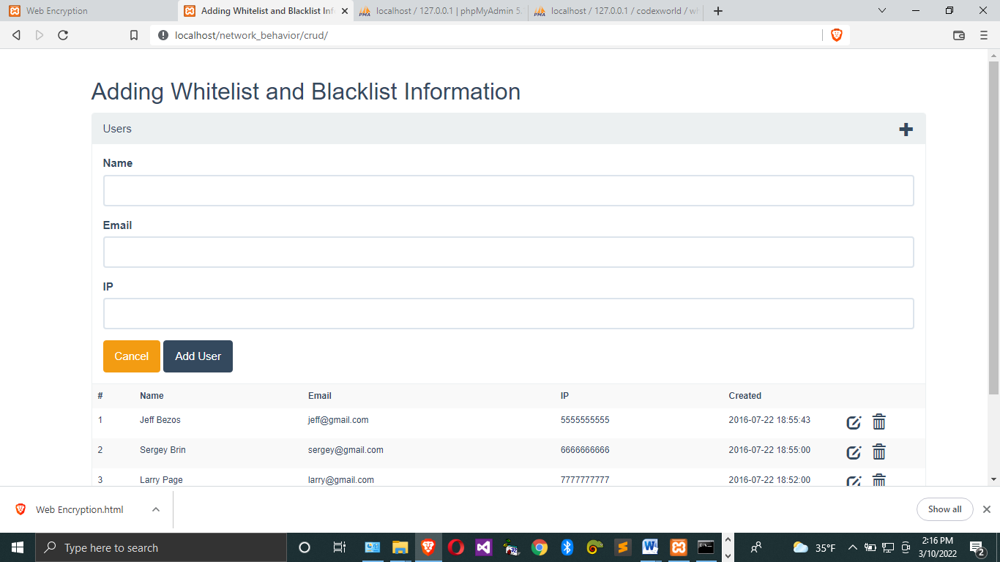 Web Encryption
Adding Whitelist and Blacklist Inf
localhost / 127.0.0.1 | phpMyAdmin 5.
localhost / 127.0.0.1 / codexworld / wh
localhost/network_behavior/crud/
Adding Whitelist and Blacklist Information
Users
Name
Email
IP
Cancel Add User
# Name Email IP Created
1 Jeff Bezos jeff@gmail.com 5555555555 2016-07-22 18:55:43
2 Sergey Brin sergey@gmail.com 6666666666 2016-07-22 18:55:00
3 Larry Page larry@gmail.com 7777777777 2016-07-22 18:52:00
Web Encryption.html
Show all
Type here to search
35°F
2:16 PM
3/10/2022
2